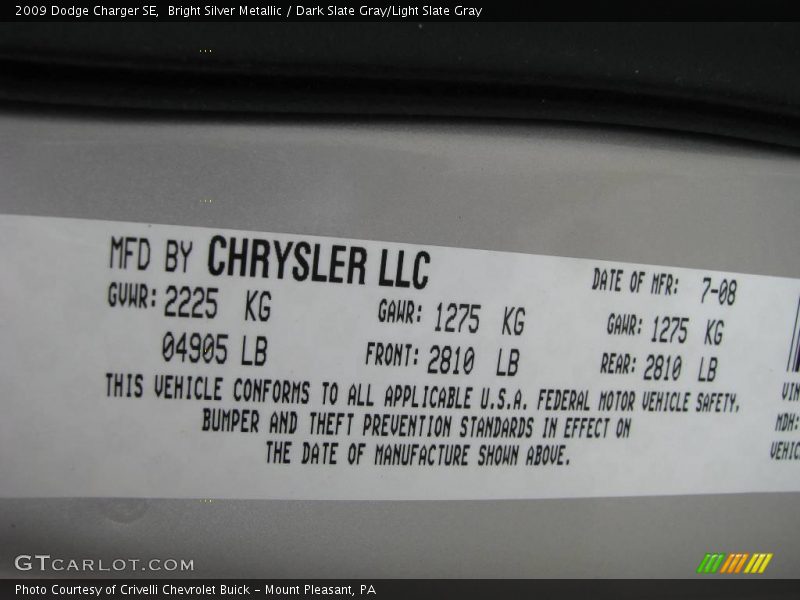 2009 Dodge Charger SE,  Bright Silver Metallic / Dark Slate Gray/Light Slate Gray
MFD BY CHRYSLER LLC DATE OF MFR: 7-08
GVWR: 2225 KG GAWR: 1275 KG GAWR: 1275 KG
04905 LB FRONT: 2810 LB REAR: 2810 LB
THIS VEHICLE CONFORMS TO ALL APPLICABLE U.S.A. FEDERAL MOTOR VEHICLE SAFETY,
BUMPER AND THEFT PREVENTION STANDARDS IN EFFECT ON
THE DATE OF MANUFACTURE SHOWN ABOVE.
VIN
MDH:
VEHIC
GTCARLOT.COM
Photo Courtesy of Crivelli Chevrolet Buick - Mount Pleasant, PA